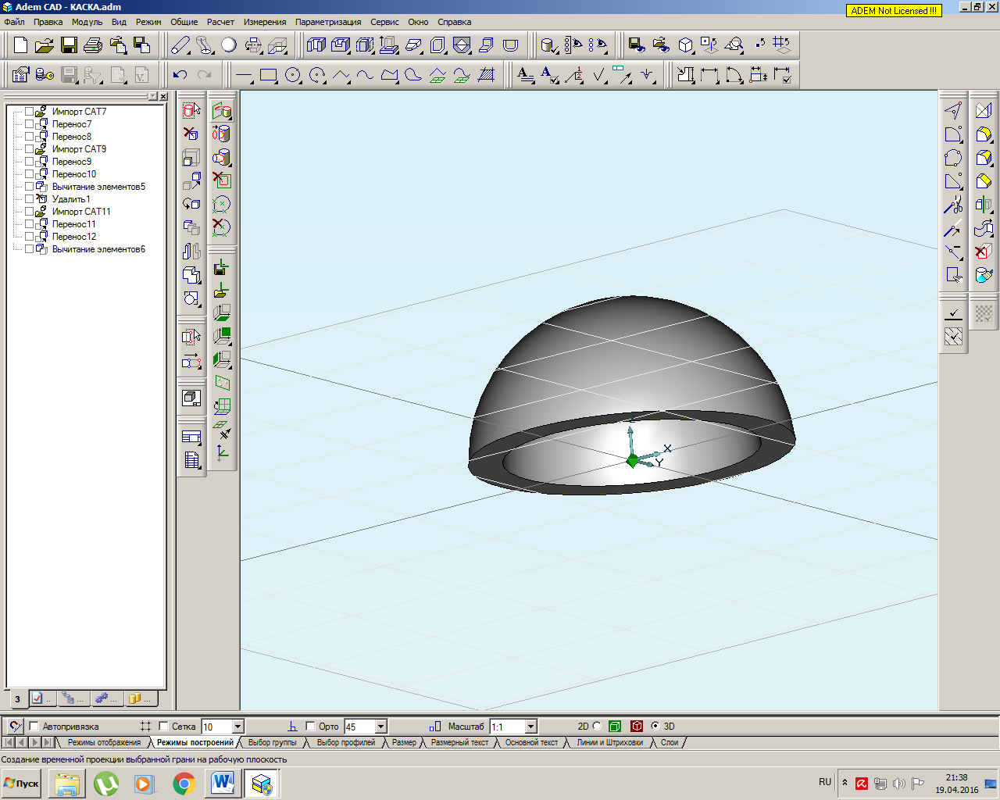 Adem CAD - КАСКА.adm
ADEM Not Licensed !!!
Файл Правка Модуль Вид Режим Общие Расчет Измерения Параметризация Сервис Окно Справка
Импорт CAT7
Перенос7
Перенос8
Импорт CAT9
Перенос9
Перенос10
Вычитание элементов5
Удалить1
Импорт CAT11
Перенос11
Перенос12
Вычитание элементов6
X
Y
3 .. ... ... ...
Автопривязка Сетка 10 Орто 45 Масштаб 1:1 2D 3D
Режимы отображения Режимы построений Выбор группы Выбор профилей Размер Размерный текст Основной текст Линии и Штриховки Слои
Создание временной проекции выбранной грани на рабочую плоскость
Пуск
RU
21:38
19.04.2016